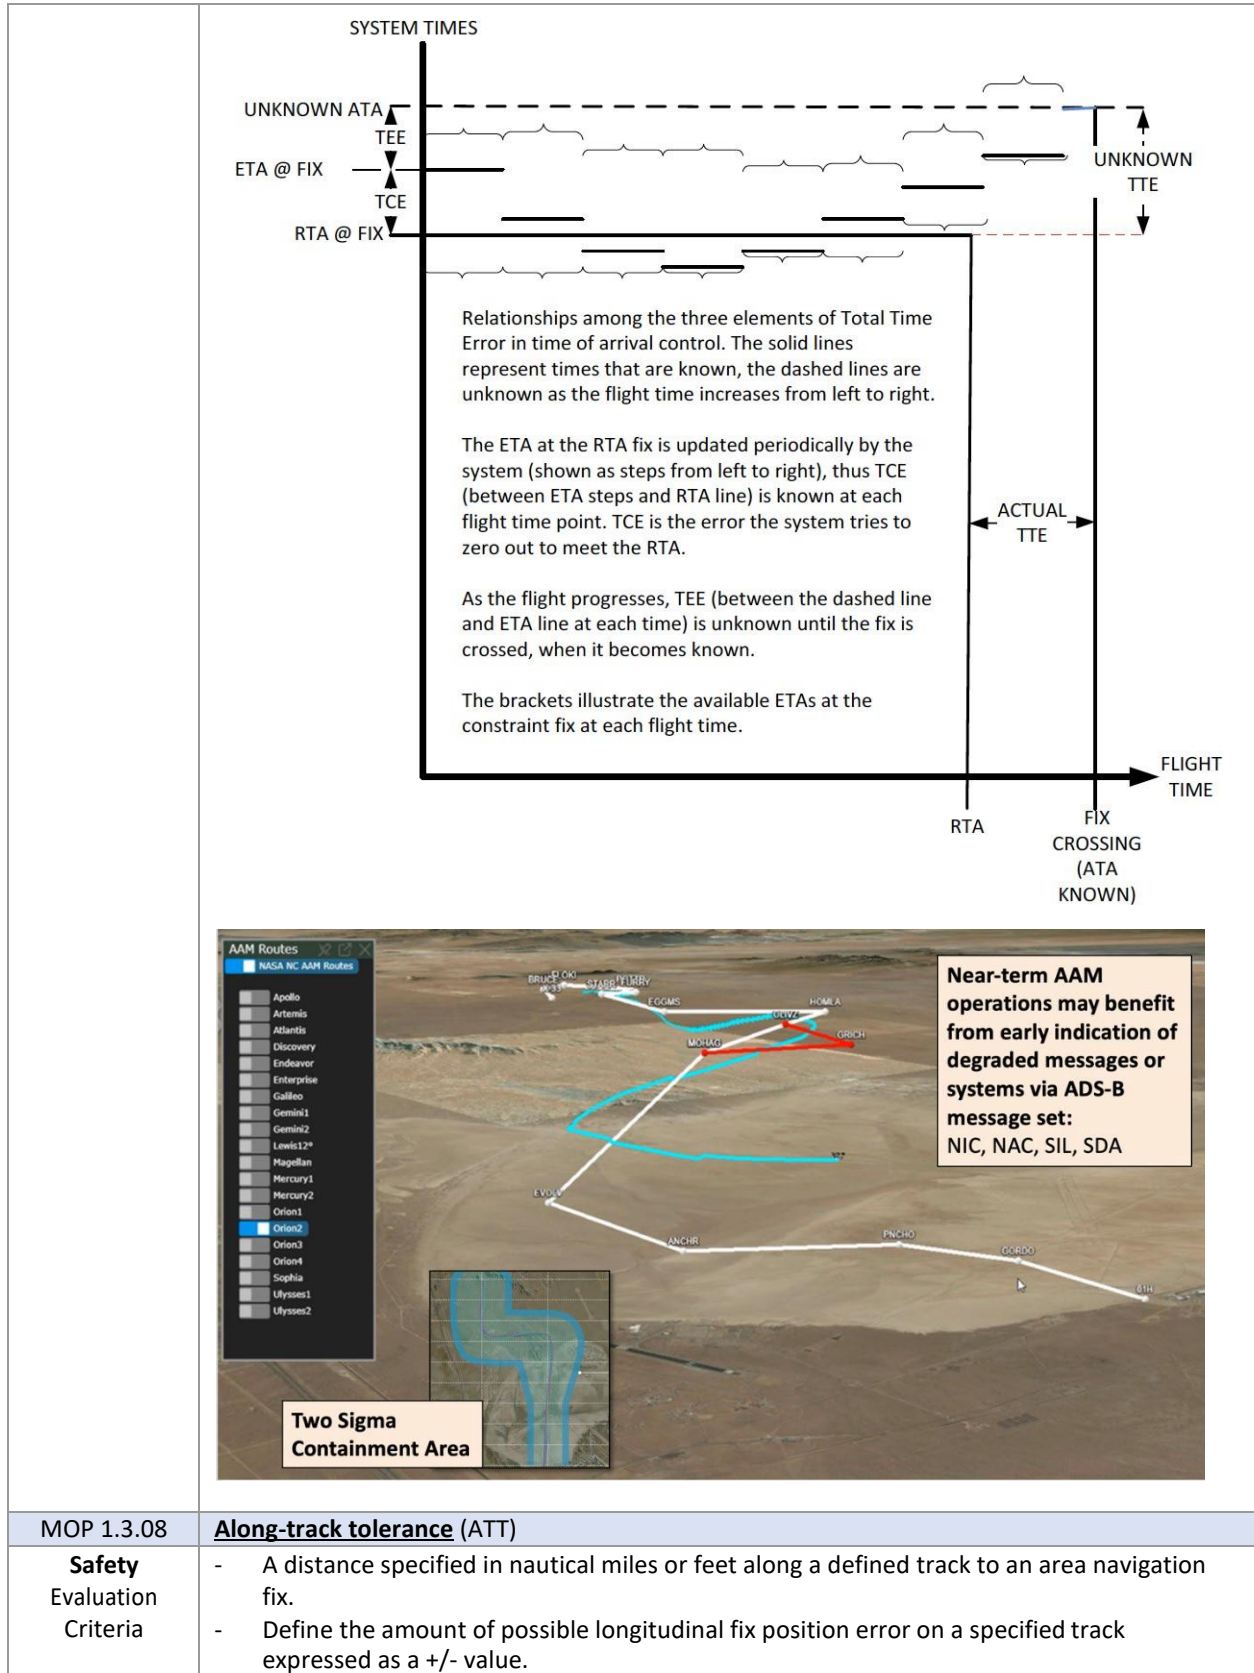 SYSTEM TIMES
UNKNOWN ATA
TEE
ETA @ FIX
TCE
RTA @ FIX
UNKNOWN
TTE
Relationships among the three elements of Total Time
Error in time of arrival control. The solid lines
represent times that are known, the dashed lines are
unknown as the flight time increases from left to right.
The ETA at the RTA fix is updated periodically by the
system (shown as steps from left to right), thus TCE
(between ETA steps and RTA line) is known at each
flight time point. TCE is the error the system tries to
zero out to meet the RTA.
As the flight progresses, TEE (between the dashed line
and ETA line at each time) is unknown until the fix is
crossed, when it becomes known.
The brackets illustrate the available ETAs at the
constraint fix at each flight time.
ACTUAL
TTE
FLIGHT
TIME
RTA
FIX
CROSSING
(ATA
KNOWN)
AAM Routes
NASA NC AAM Routes
Apollo
Artemis
Atlantis
Discovery
Endeavor
Enterprise
Galileo
Gemini1
Gemini2
Lewis12*
Magellan
Mercury1
Mercury2
Orion1
Orion2
Orion3
Orion4
Sophia
Ulysses1
Ulysses2
BRUCE
STARB
EGGMS
HOMLA
OLIVZ
GRICH
MOHAQ
EVOLV
ANCHR
PNCHO
GORDO
01H
Near-term AAM
operations may benefit
from early indication of
degraded messages or
systems via ADS-B
message set:
NIC, NAC, SIL, SDA
Two Sigma
Containment Area
MOP 1.3.08
Along-track tolerance (ATT)
Safety
Evaluation
Criteria
- A distance specified in nautical miles or feet along a defined track to an area navigation
fix.
- Define the amount of possible longitudinal fix position error on a specified track
expressed as a +/- value.